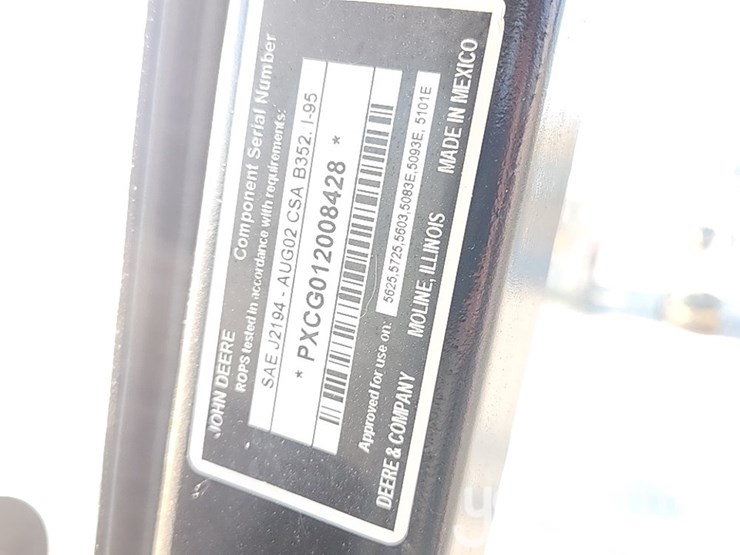 JOHN DEERE Component Serial Number
ROPS tested in accordance with requirements:
SAE J2194 - AUG02 CSA B352. 1-95
* PXCG012008428 *
Approved for use on: 5625,5725,5603,5083E,5093E, 5101E
DEERE & COMPANY MOLINE, ILLINOIS MADE IN MEXICO